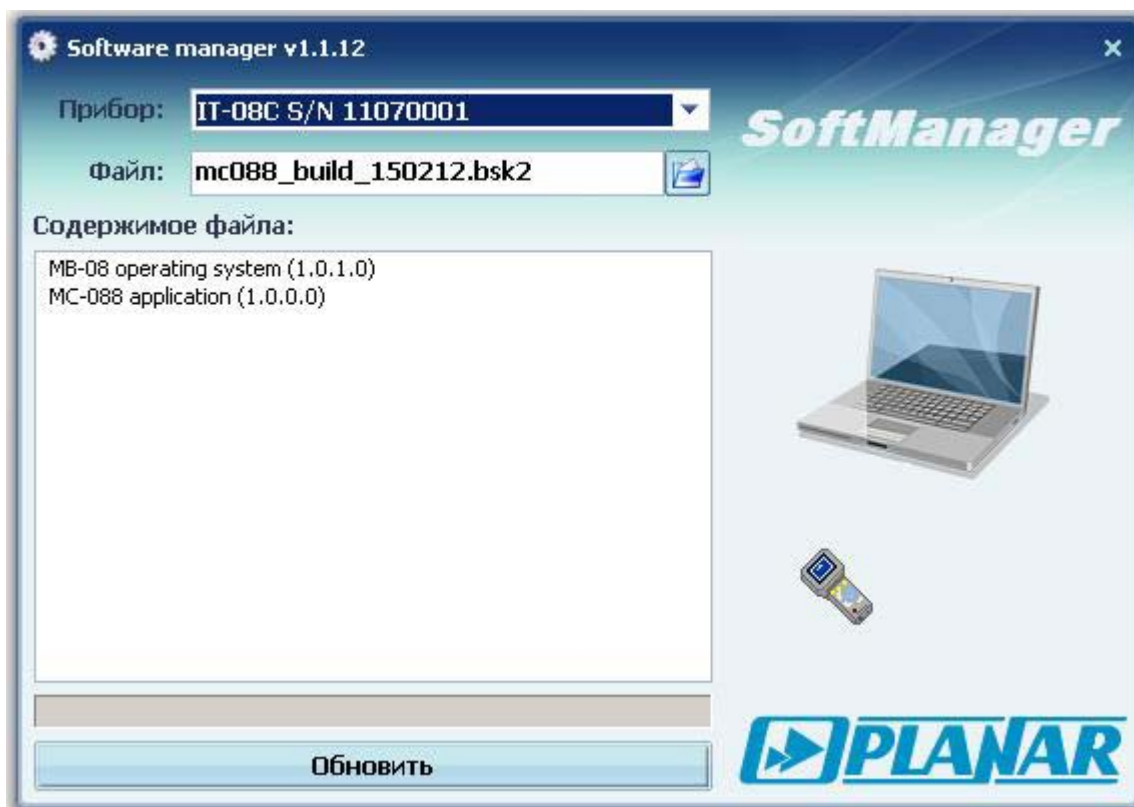 Software manager v1.1.12
Прибор: IT-08C S/N 11070001
SoftManager
Файл: mc088_build_150212.bsk2
Содержимое файла:
MB-08 operating system (1.0.1.0)
MC-088 application (1.0.0.0)
Обновить
PLANAR